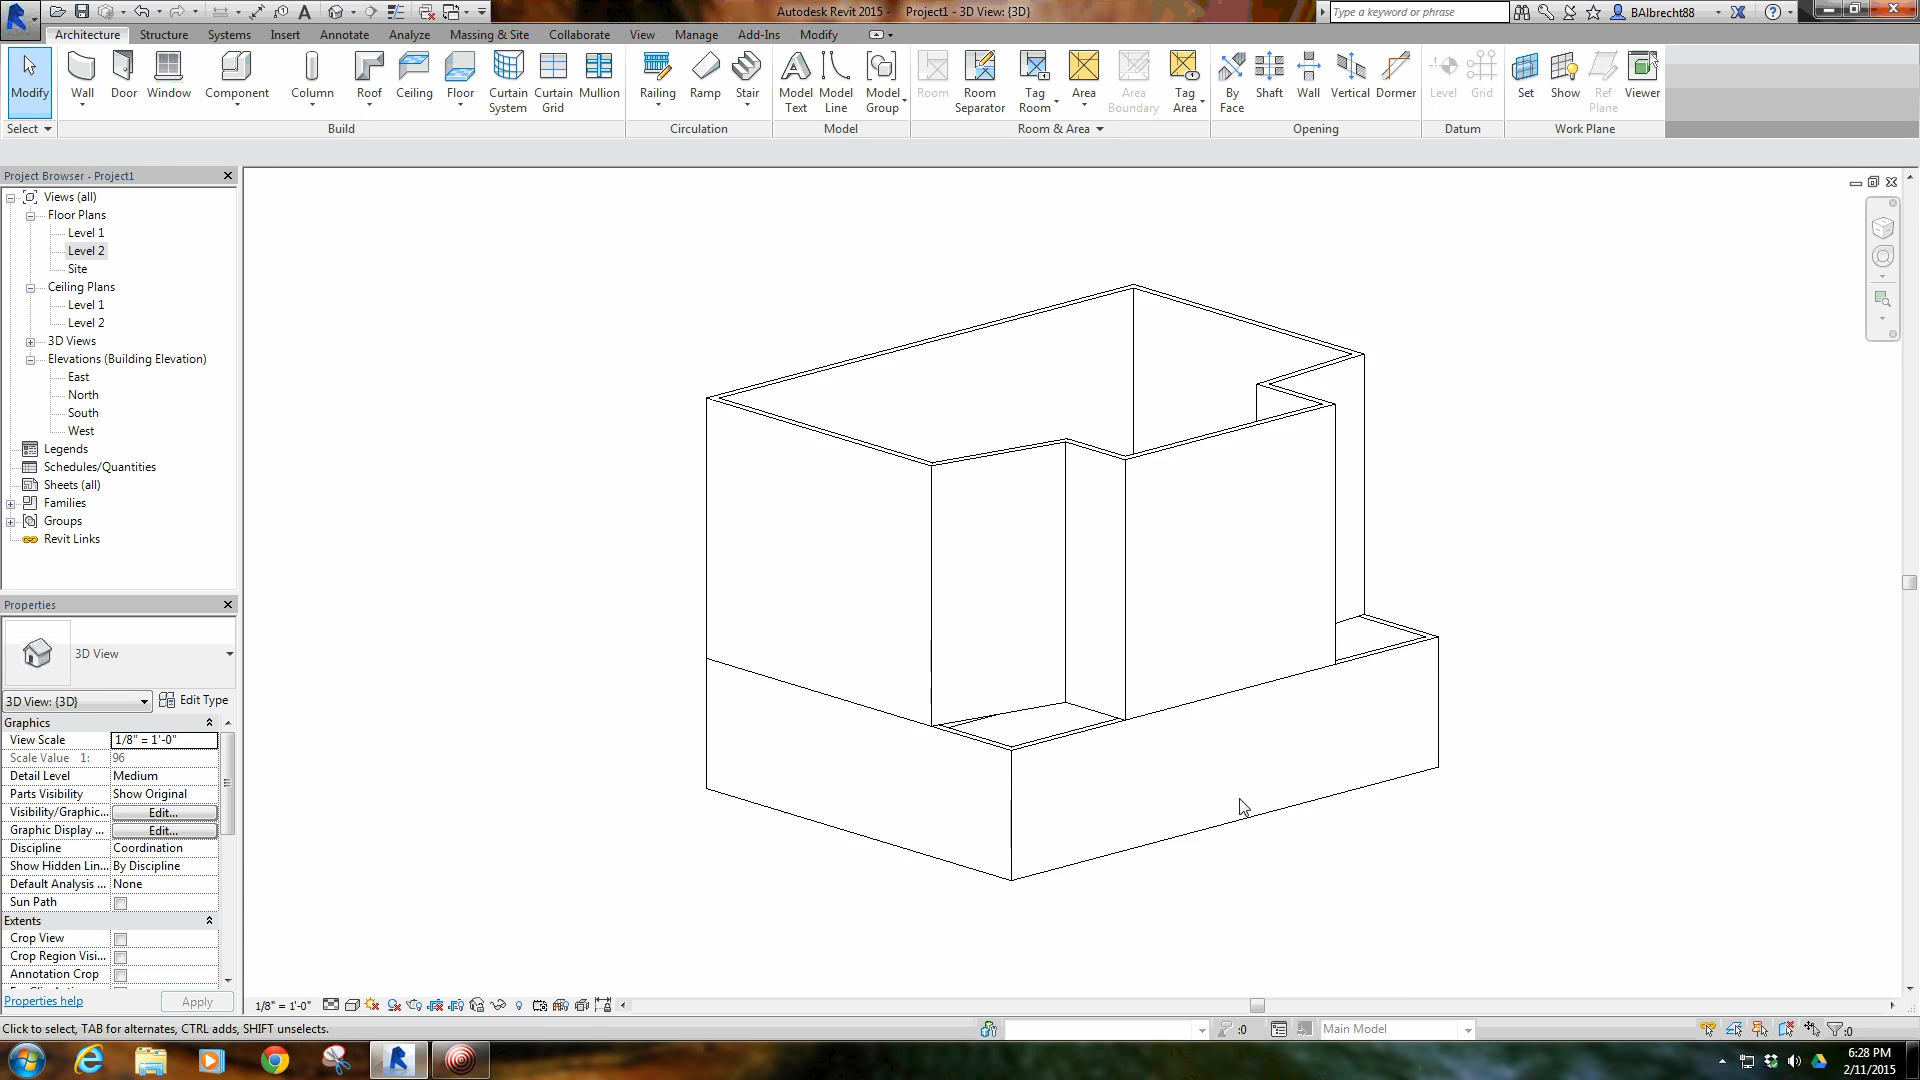 Autodesk Revit 2015 - Project1 - 3D View: {3D}
Type a keyword or phrase
BAlbrecht88
Architecture Structure Systems Insert Annotate Analyze Massing & Site Collaborate View Manage Add-Ins Modify
Modify Wall Door Window Component Column Roof Ceiling Floor Curtain System Curtain Grid Mullion Railing Ramp Stair Model Text Model Line Model Group Room Room Separator Tag Room Area Area Boundary Tag Area By Face Shaft Wall Vertical Dormer Level Grid Set Show Ref Plane Viewer
Select Build Circulation Model Room & Area Opening Datum Work Plane
Project Browser - Project1
Views (all)
Floor Plans
Level 1
Level 2
Site
Ceiling Plans
Level 1
Level 2
3D Views
Elevations (Building Elevation)
East
North
South
West
Legends
Schedules/Quantities
Sheets (all)
Families
Groups
Revit Links
Properties
3D View
3D View: {3D} Edit Type
Graphics
View Scale 1/8" = 1'-0"
Scale Value 1: 96
Detail Level Medium
Parts Visibility Show Original
Visibility/Graphic... Edit...
Graphic Display ... Edit...
Discipline Coordination
Show Hidden Lin... By Discipline
Default Analysis ... None
Sun Path
Extents
Crop View
Crop Region Visi...
Annotation Crop
Properties help Apply
1/8" = 1'-0"
Click to select, TAB for alternates, CTRL adds, SHIFT unselects.
:0
Main Model
:0
6:28 PM
2/11/2015